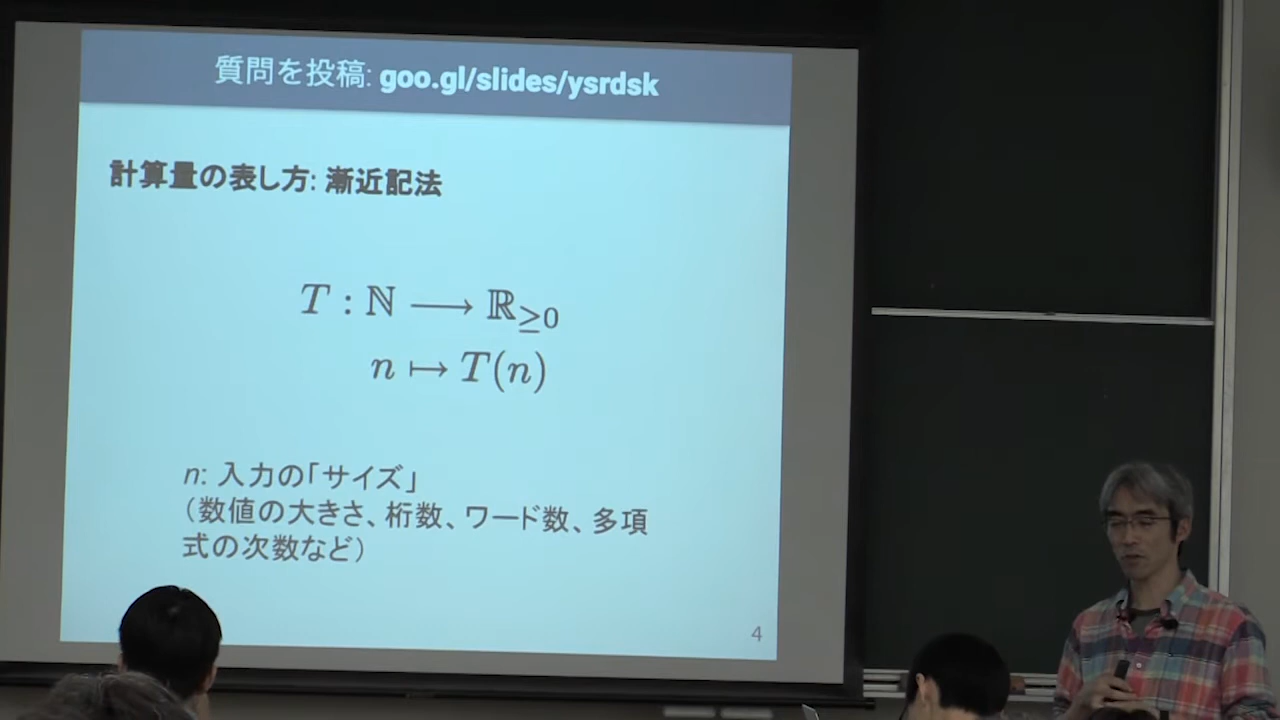 質問を投稿: goo.gl/slides/ysrdsk
計算量の表し方: 漸近記法
T : ℕ ⟶ ℝ≥0
n ↦ T(n)
n: 入力の「サイズ」
（数値の大きさ、桁数、ワード数、多項
式の次数など）
4